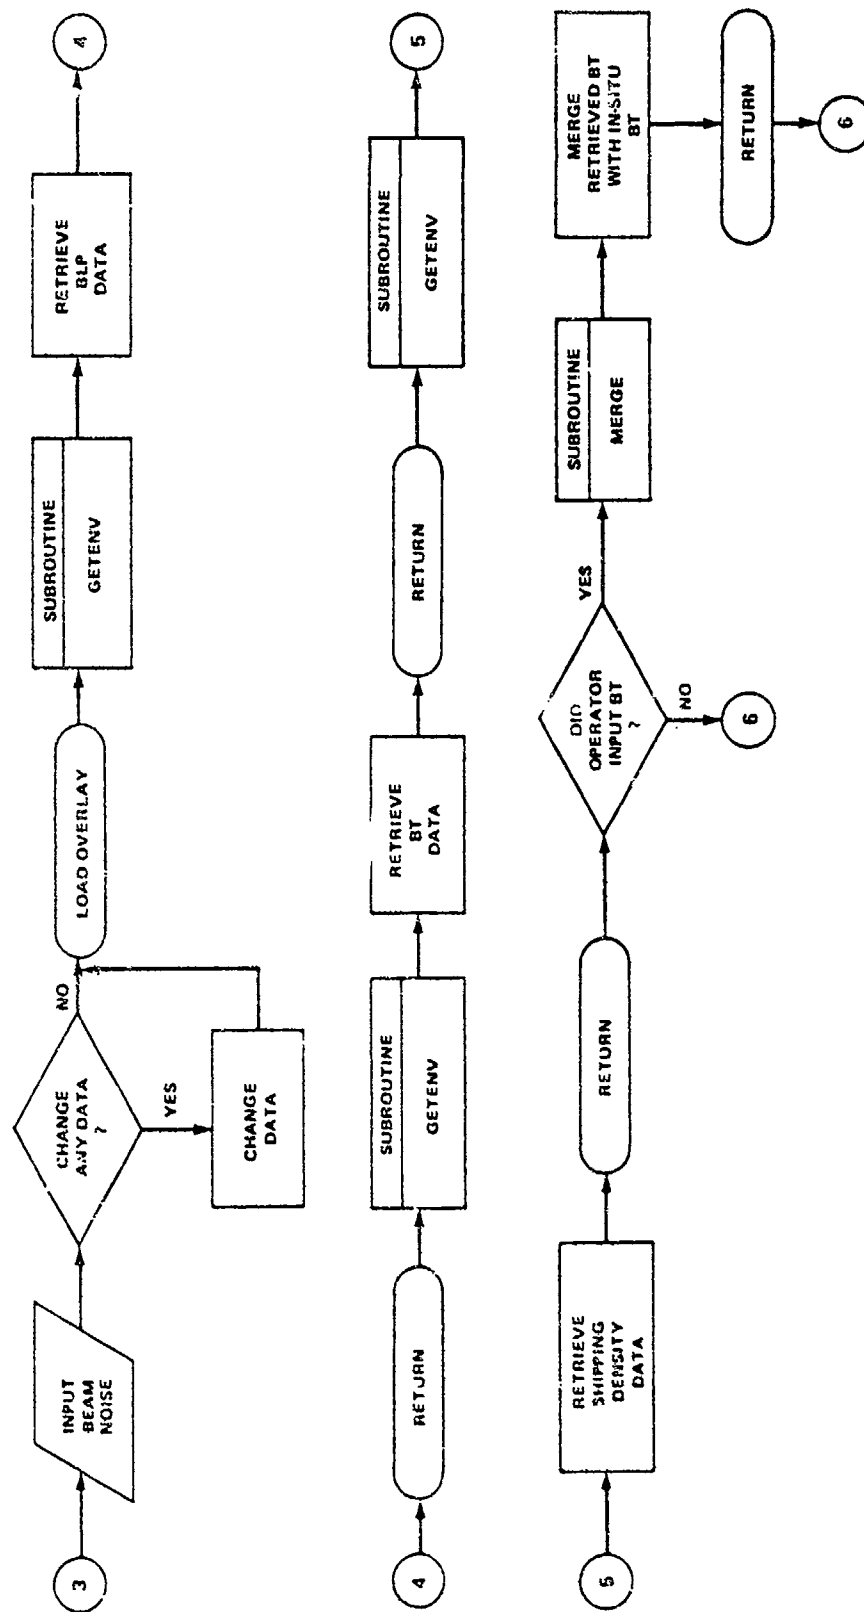 3
INPUT
BEAM
NOISE
CHANGE
ANY DATA
?
NO
YES
CHANGE
DATA
LOAD OVERLAY
SUBROUTINE
GETENV
RETRIEVE
BLP
DATA
4
4
RETURN
SUBROUTINE
GETENV
RETRIEVE
BT
DATA
RETURN
SUBROUTINE
GETENV
5
5
RETRIEVE
SHIPPING
DENSITY
DATA
RETURN
DID
OPERATOR
INPUT BT
?
YES
NO
6
SUBROUTINE
MERGE
MERGE
RETRIEVED BT
WITH IN-SITU
BT
RETURN
6